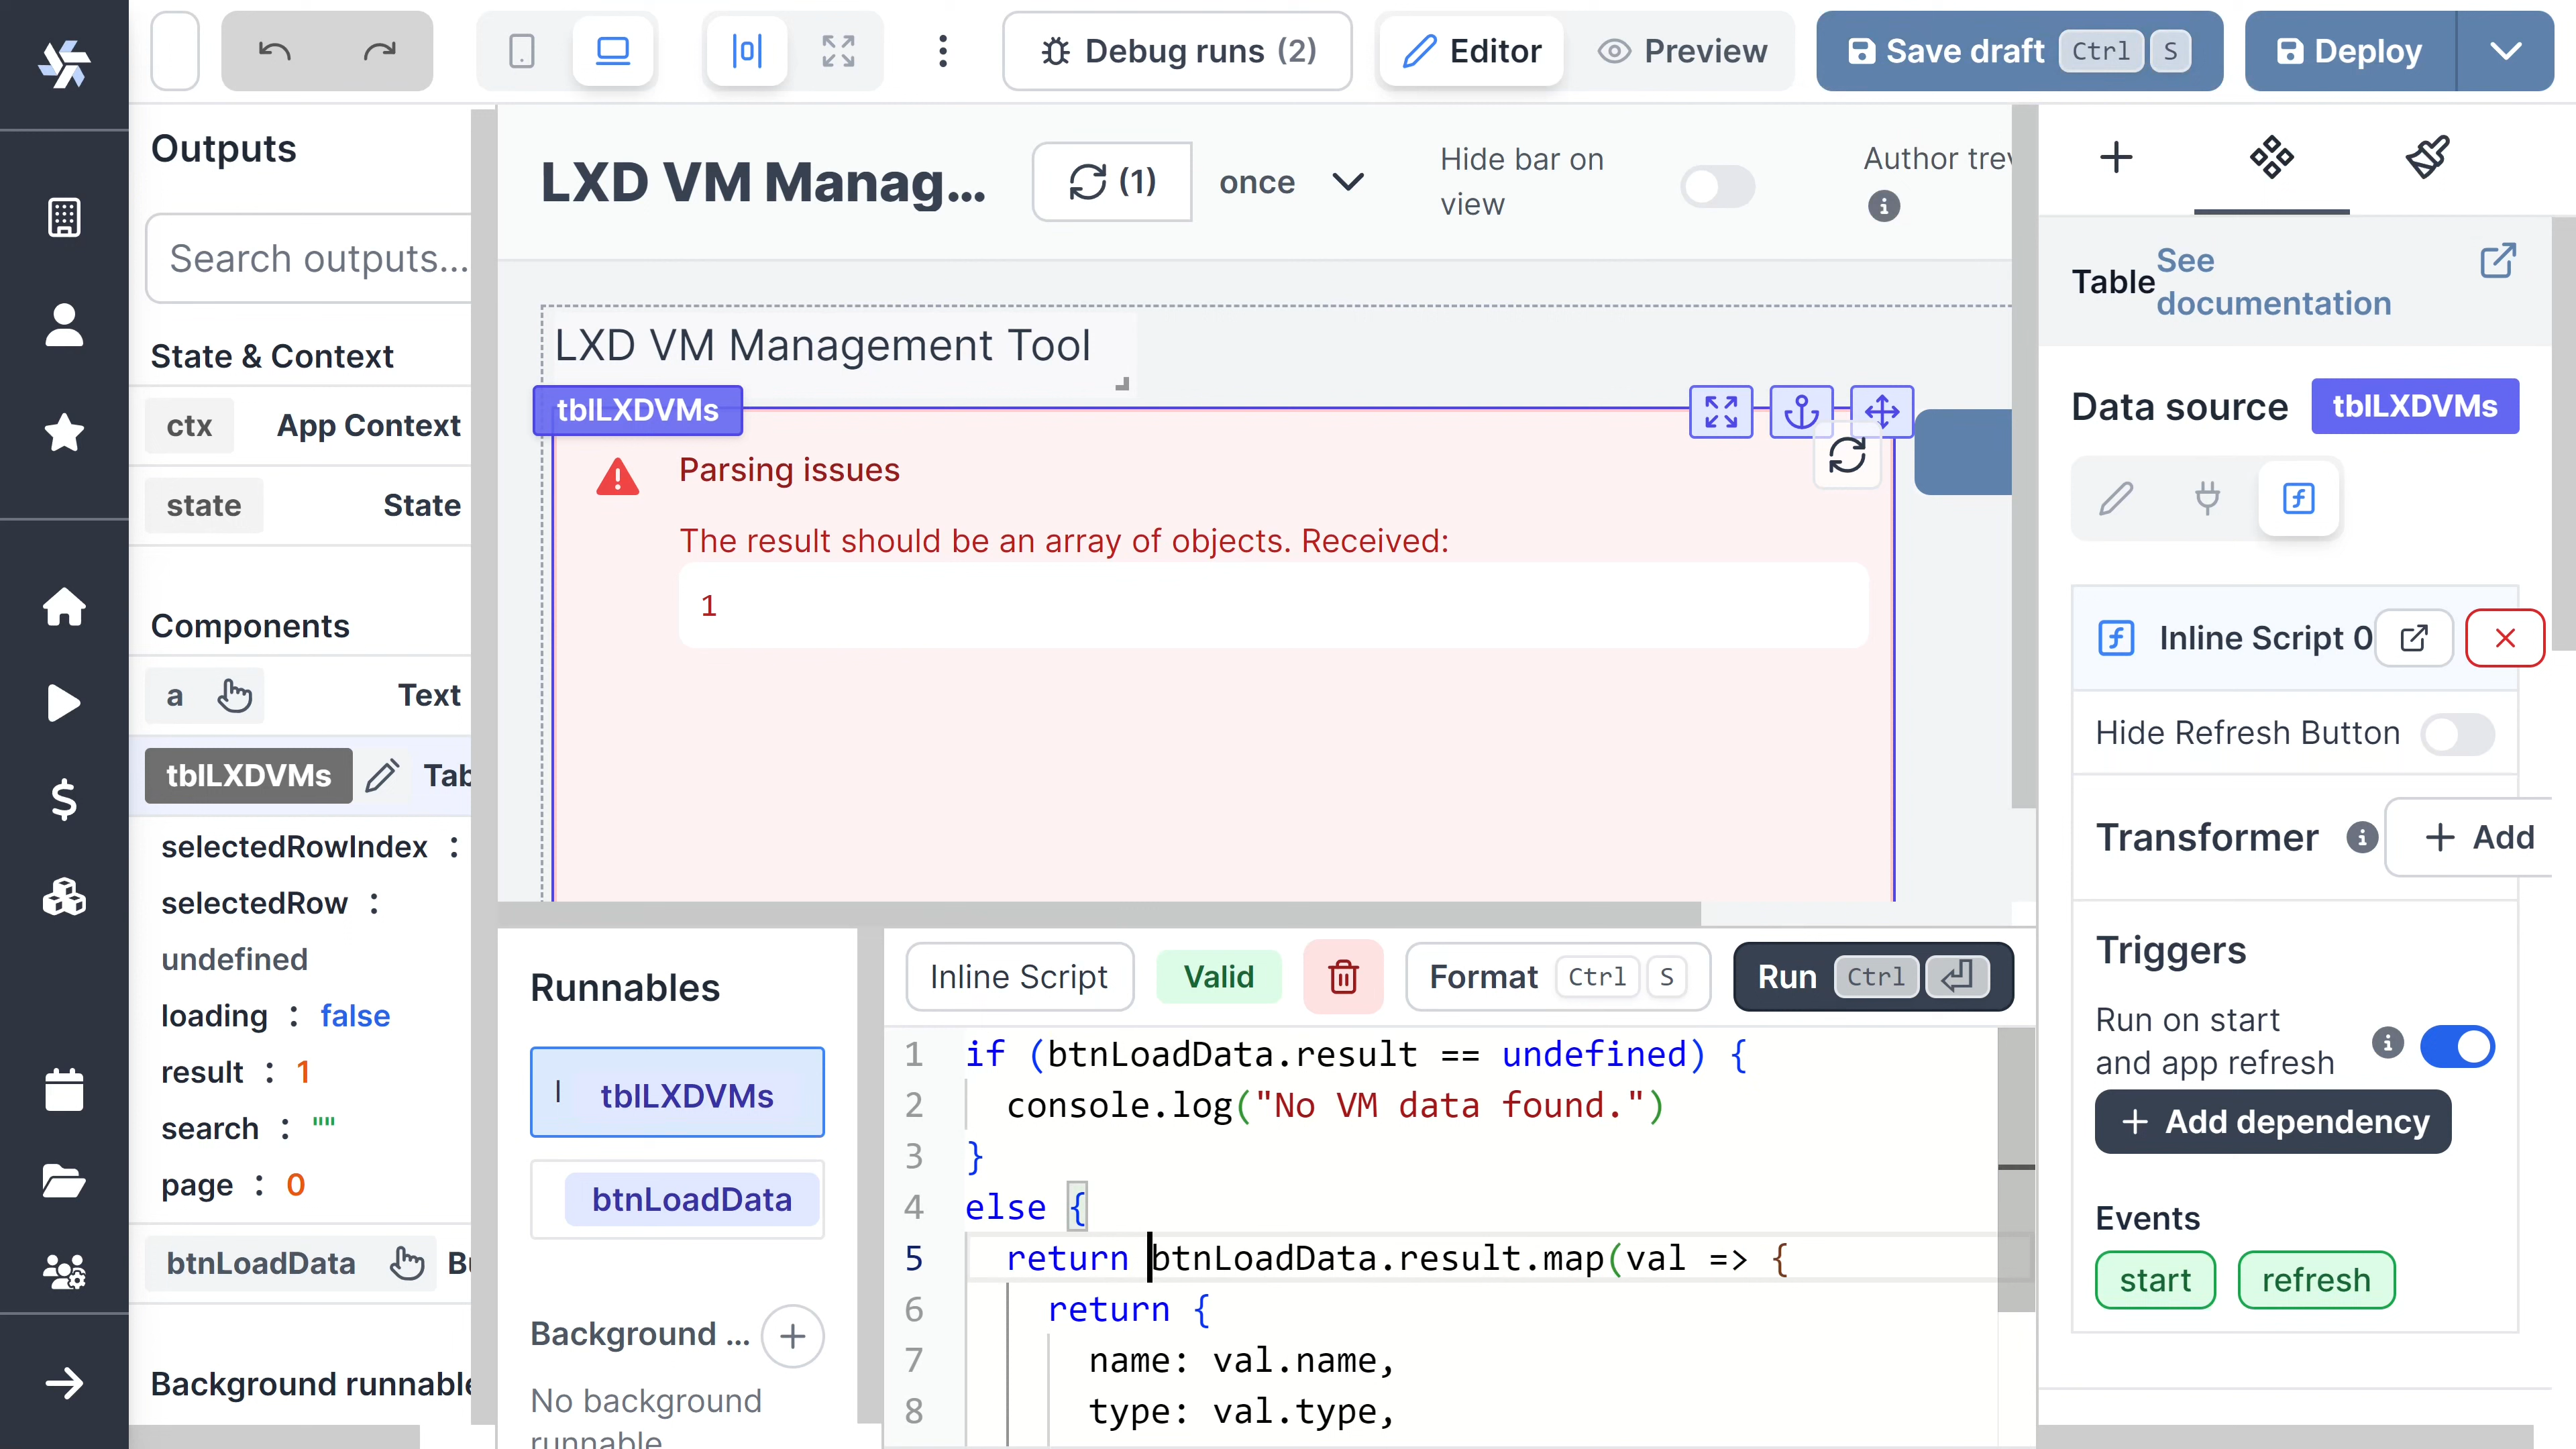 Debug runs (2)
Editor
Preview
Save draft Ctrl S
Deploy
Outputs
Search outputs...
State & Context
ctx App Context
state State
Components
a Text
tblLXDVMs Tab
selectedRowIndex :
selectedRow :
undefined
loading : false
result : 1
search : ""
page : 0
btnLoadData Bu
Background runnable
LXD VM Manag...
(1)
once
Hide bar on
view
Author trev
LXD VM Management Tool
tblLXDVMs
Parsing issues
The result should be an array of objects. Received:
1
Runnables
tblLXDVMs
btnLoadData
Background ...
No background
runnable
Inline Script
Valid
Format Ctrl S
Run Ctrl
1 if (btnLoadData.result == undefined) {
2 console.log("No VM data found.")
3 }
4 else {
5 return btnLoadData.result.map(val => {
6 return {
7 name: val.name,
8 type: val.type,
Table
See
documentation
Data source tblLXDVMs
Inline Script 0
Hide Refresh Button
Transformer
+ Add
Triggers
Run on start
and app refresh
+ Add dependency
Events
start
refresh